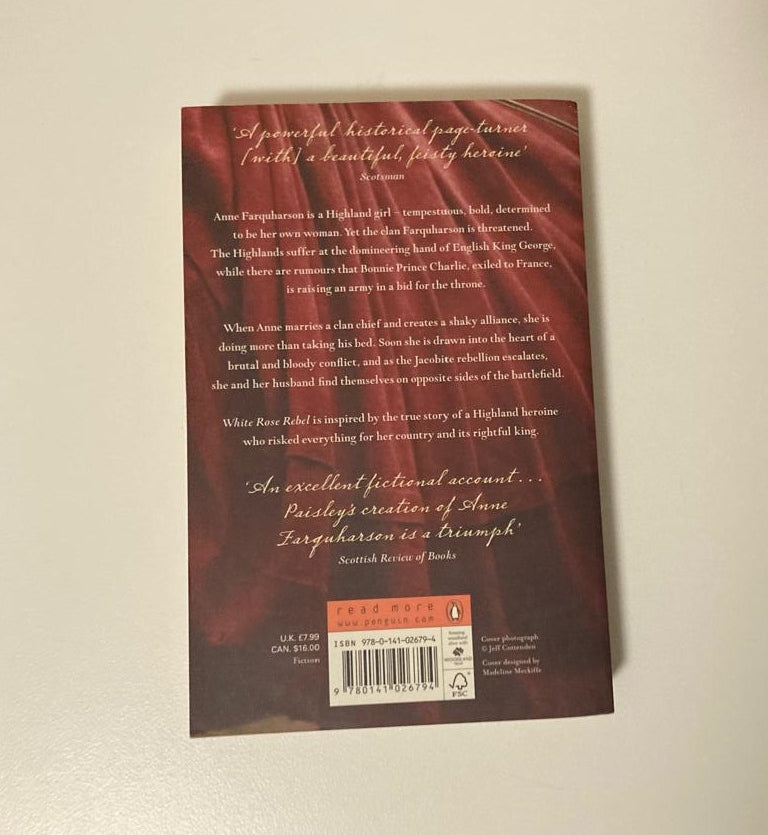 ‘A powerful historical page-turner
[with] a beautiful, feisty heroine’
Scotsman
Anne Farquharson is a Highland girl – tempestuous, bold, determined
to be her own woman. Yet the clan Farquharson is threatened.
The Highlands suffer at the domineering hand of English King George,
while there are rumours that Bonnie Prince Charlie, exiled to France,
is raising an army in a bid for the throne.
When Anne marries a clan chief and creates a shaky alliance, she is
doing more than taking his bed. Soon she is drawn into the heart of a
brutal and bloody conflict, and as the Jacobite rebellion escalates,
she and her husband find themselves on opposite sides of the battlefield.
White Rose Rebel is inspired by the true story of a Highland heroine
who risked everything for her country and its rightful king.
‘An excellent fictional account . . .
Paisley's creation of Anne
Farquharson is a triumph’
Scottish Review of Books
read more
www.penguin.com
U.K. £7.99
CAN. $16.00
Fiction
ISBN 978-0-141-02679-4
9 780141 026794
WOODLAND
FSC
Cover photograph
© Jeff Cottenden
Cover designed by
Madeline Meckiffe